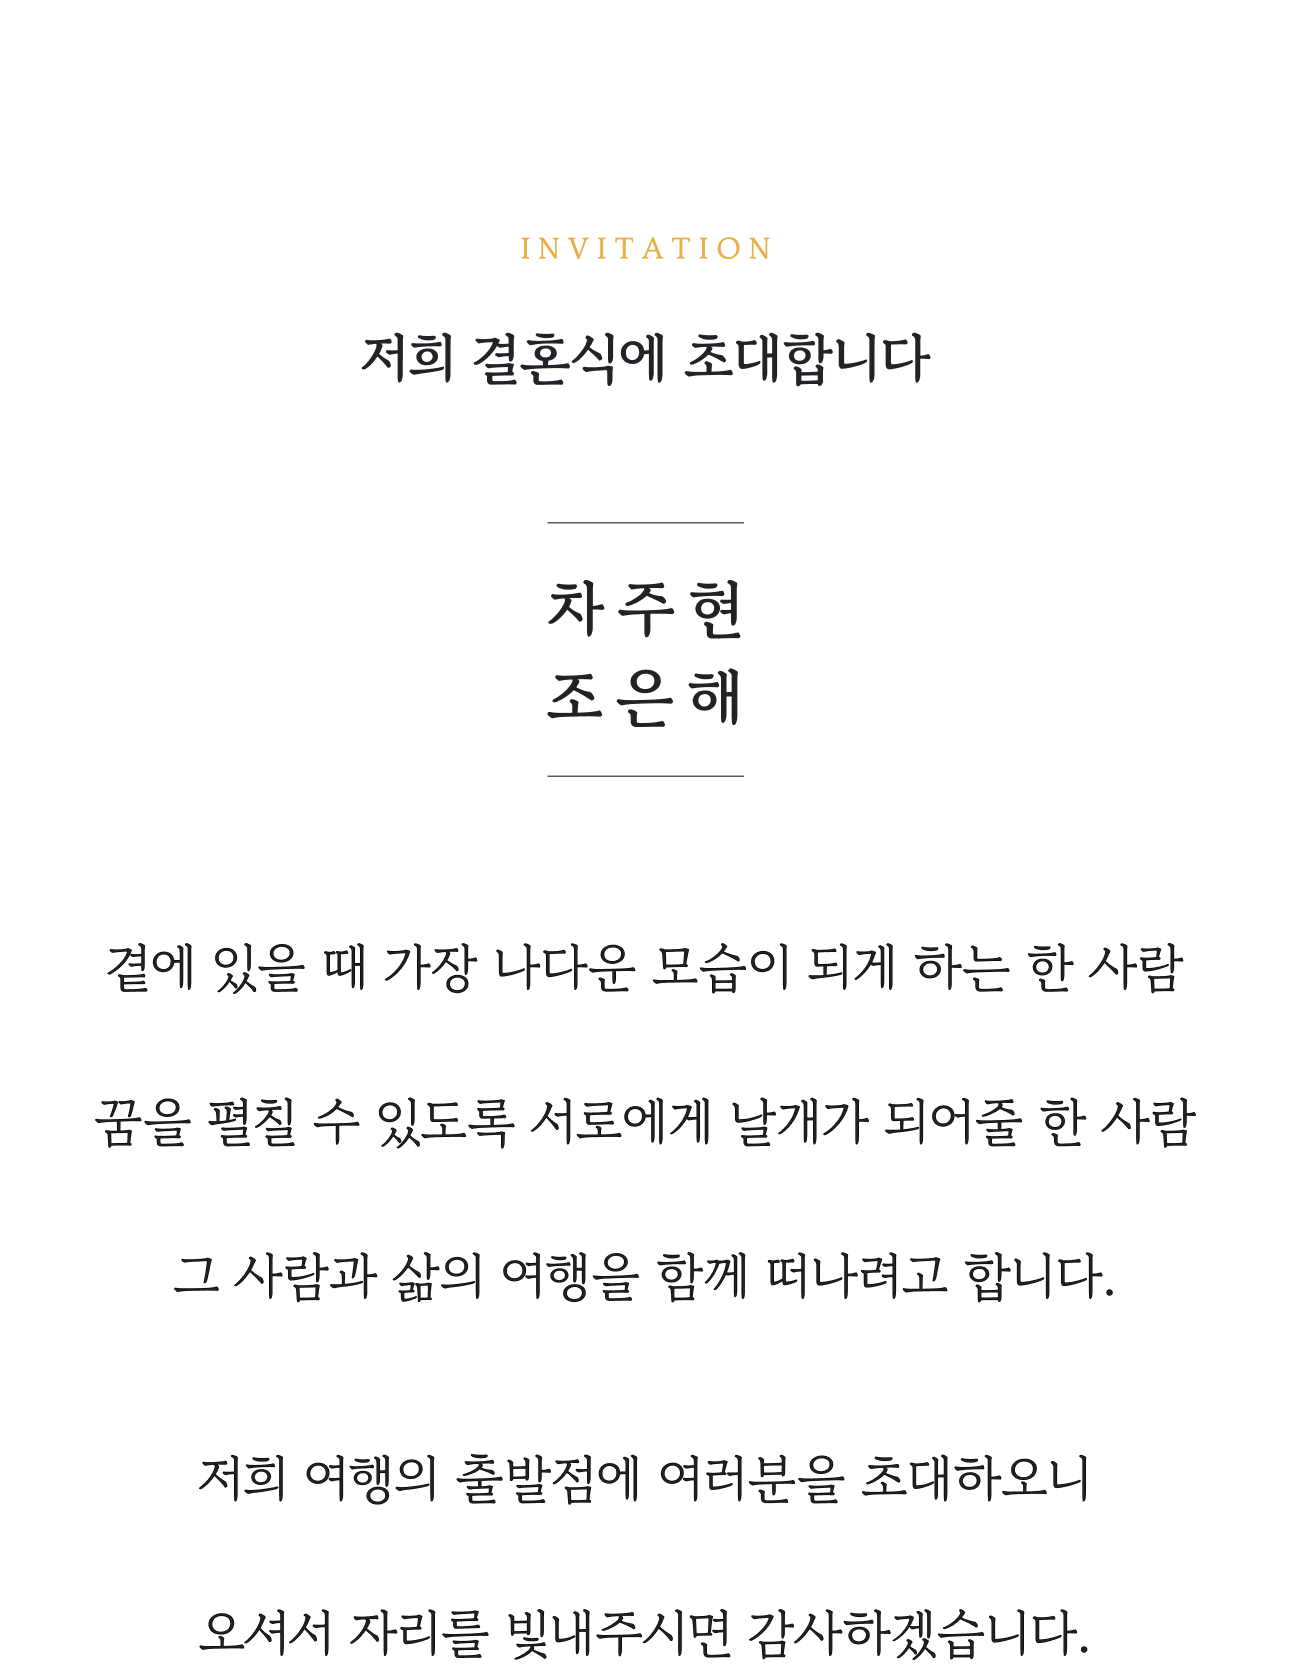 INVITATION
저희 결혼식에 초대합니다
차주현
조은해
곁에 있을 때 가장 나다운 모습이 되게 하는 한 사람
꿈을 펼칠 수 있도록 서로에게 날개가 되어줄 한 사람
그 사람과 삶의 여행을 함께 떠나려고 합니다.
저희 여행의 출발점에 여러분을 초대하오니
오셔서 자리를 빛내주시면 감사하겠습니다.